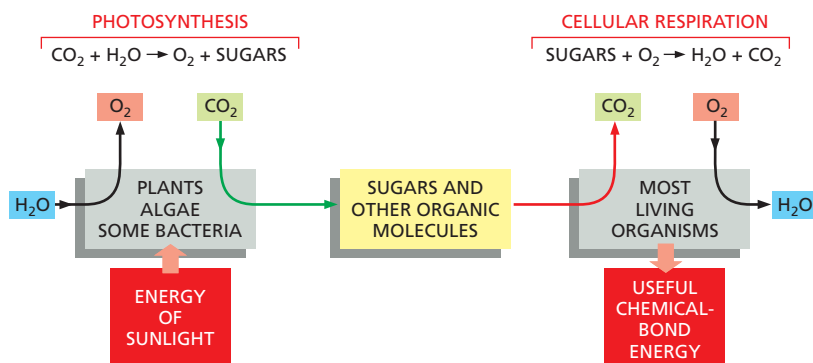 PHOTOSYNTHESIS
CO₂ + H₂O → O₂ + SUGARS
CELLULAR RESPIRATION
SUGARS + O₂ → H₂O + CO₂
O₂
CO₂
CO₂
O₂
H₂O
PLANTS
ALGAE
SOME BACTERIA
SUGARS AND
OTHER ORGANIC
MOLECULES
MOST
LIVING
ORGANISMS
H₂O
ENERGY
OF
SUNLIGHT
USEFUL
CHEMICAL-
BOND
ENERGY